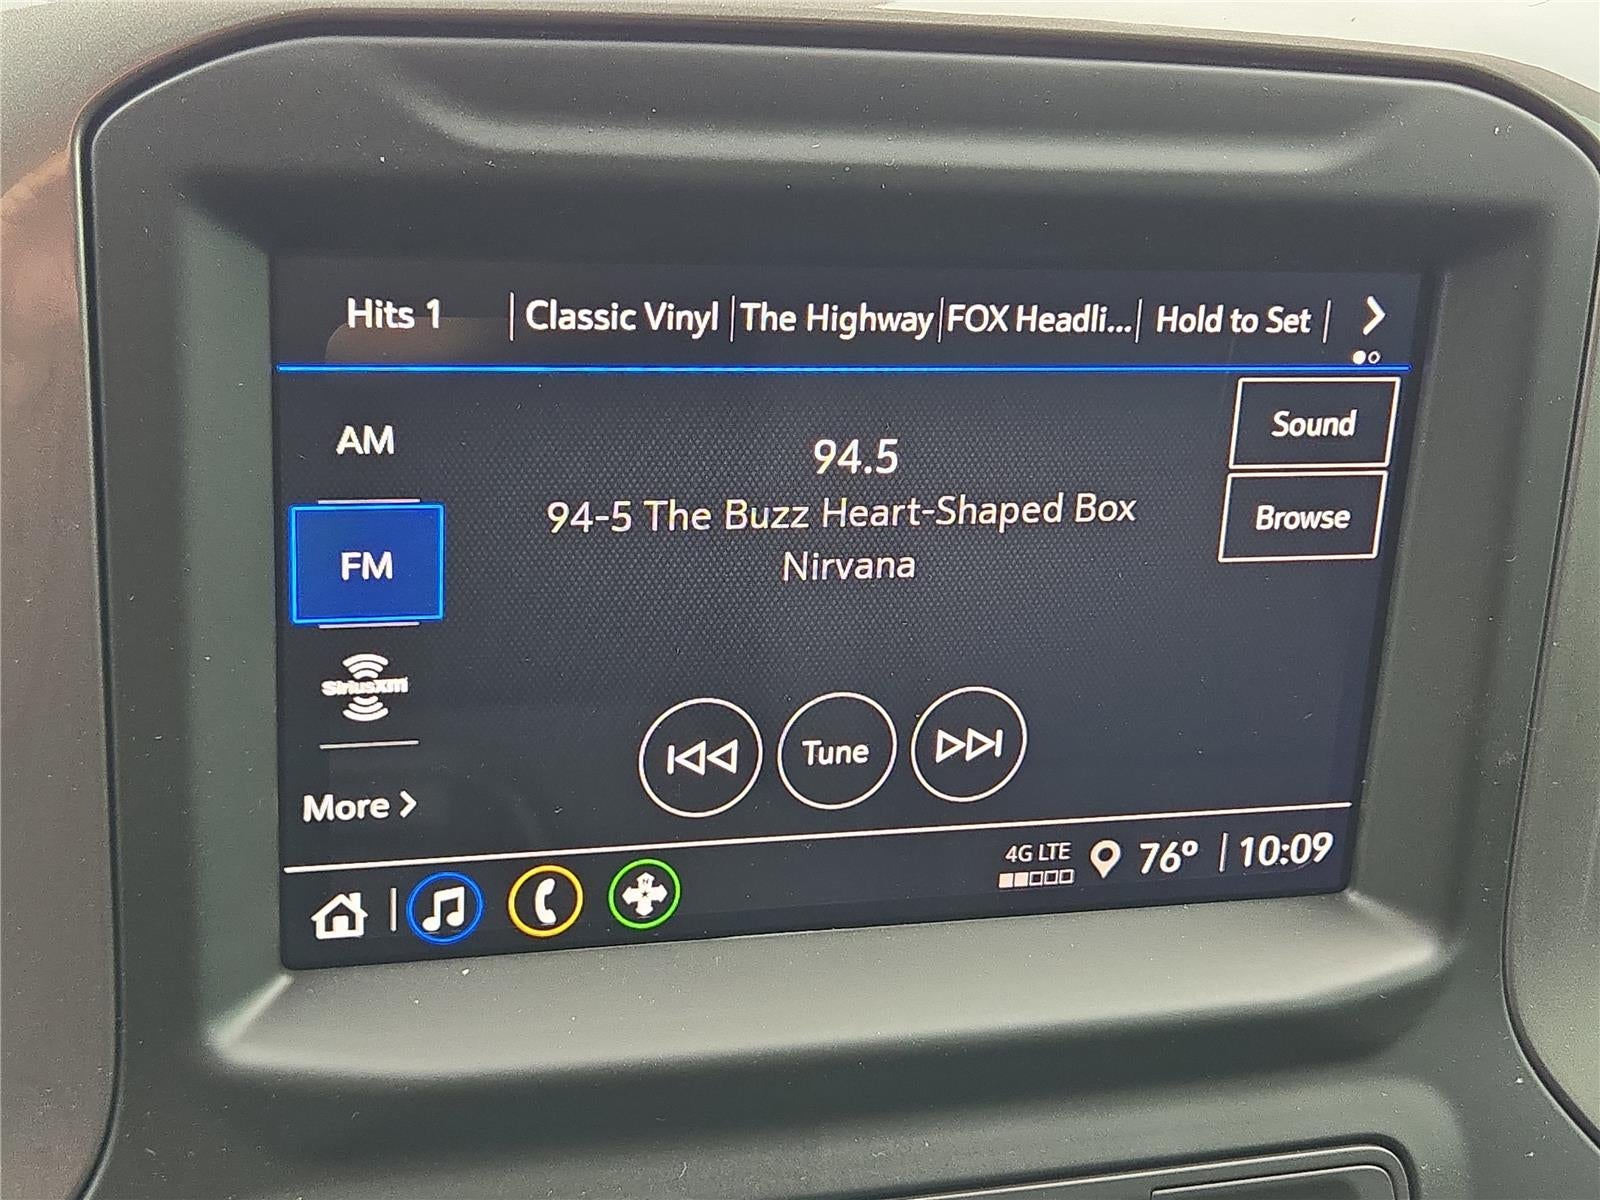 Hits 1 | Classic Vinyl | The Highway | FOX Headli... | Hold to Set |
AM
94.5
Sound
94-5 The Buzz Heart-Shaped Box
Browse
FM
Nirvana
SiriusXM
Tune
More
4G LTE 76° | 10:09
N